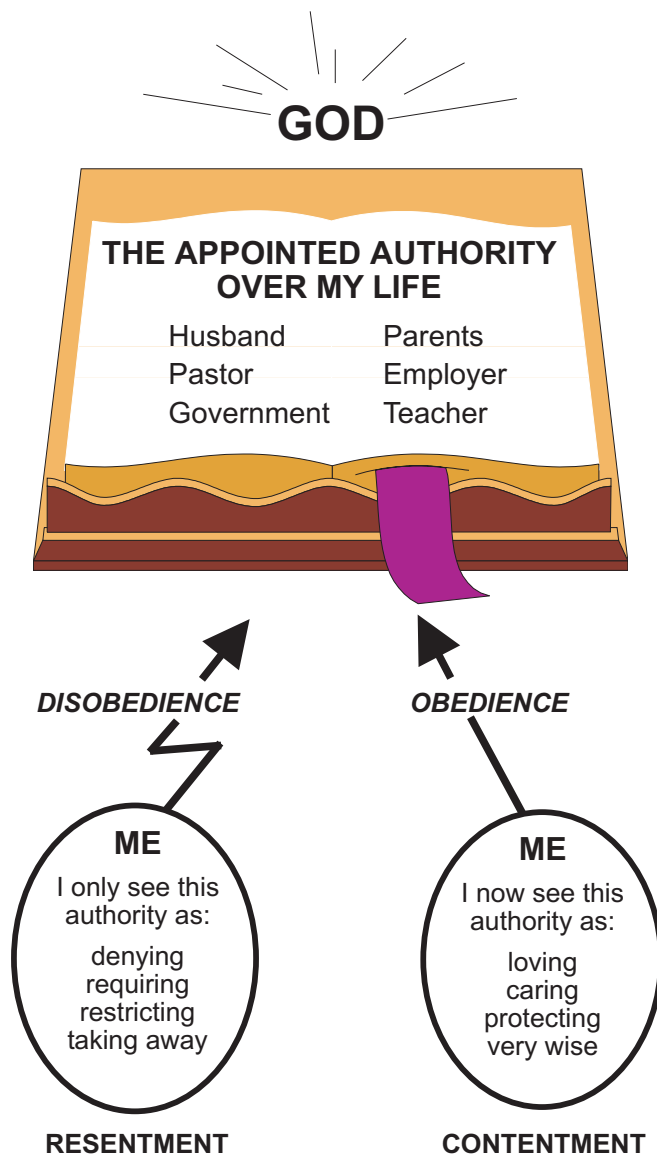 GOD
THE APPOINTED AUTHORITY
OVER MY LIFE
Husband Parents
Pastor Employer
Government Teacher
DISOBEDIENCE
OBEDIENCE
ME
I only see this
authority as:
denying
requiring
restricting
taking away
RESENTMENT
ME
I now see this
authority as:
loving
caring
protecting
very wise
CONTENTMENT